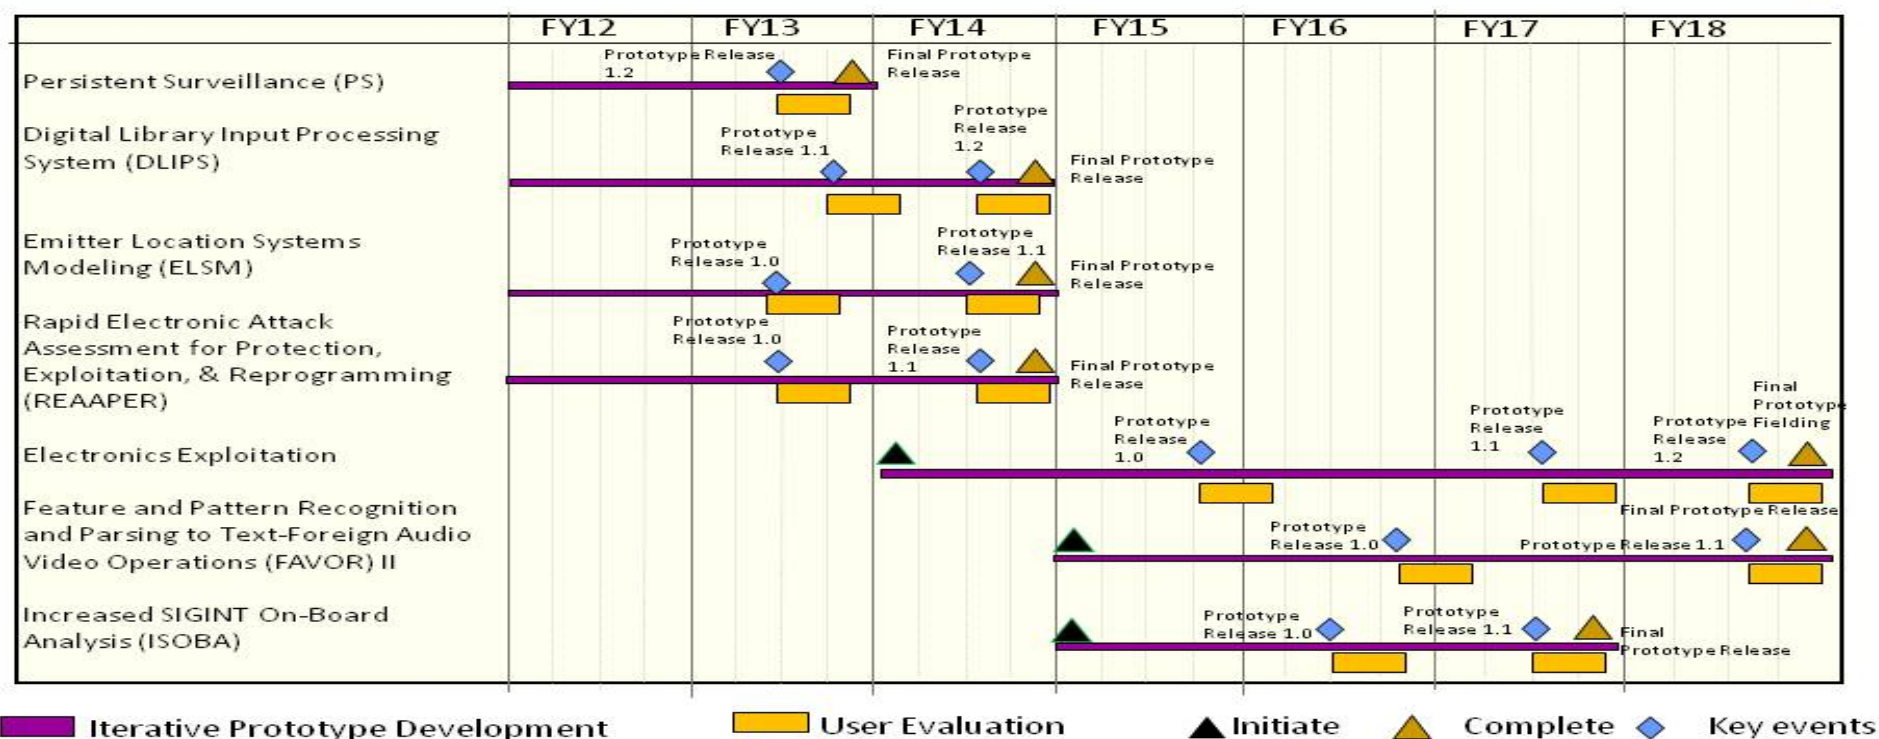 FY12 FY13 FY14 FY15 FY16 FY17 FY18
Persistent Surveillance (PS)
Prototype Release
1.2
Final Prototype
Release
Digital Library Input Processing
System (DLIPS)
Prototype
Release 1.1
Prototype
Release
1.2
Final Prototype
Release
Emitter Location Systems
Modeling (ELSM)
Prototype
Release 1.0
Prototype
Release 1.1
Final Prototype
Release
Rapid Electronic Attack
Assessment for Protection,
Exploitation, & Reprogramming
(REAAPER)
Prototype
Release 1.0
Prototype
Release
1.1
Final Prototype
Release
Electronics Exploitation
Prototype
Release
1.0
Prototype
Release
1.1
Prototype
Release
1.2
Final
Prototype
Fielding
Feature and Pattern Recognition
and Parsing to Text-Foreign Audio
Video Operations (FAVOR) II
Prototype
Release 1.0
Prototype Release 1.1
Final Prototype Release
Increased SIGINT On-Board
Analysis (ISOBA)
Prototype
Release 1.0
Prototype
Release 1.1
Final
Prototype Release
Iterative Prototype Development
User Evaluation
Initiate
Complete
Key events